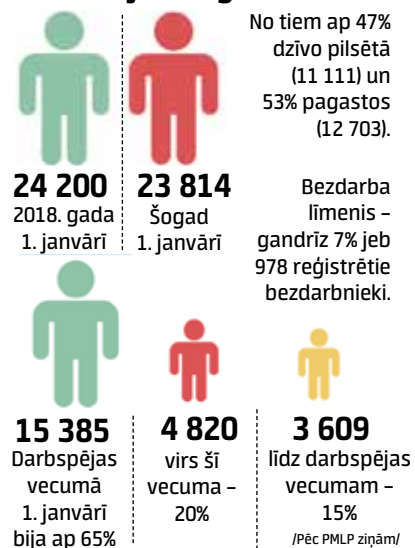 24 200
2018. gada
1. janvārī
23 814
Šogad
1. janvārī
No tiem ap 47%
dzīvo pilsētā
(11 111) un
53% pagastos
(12 703).
Bezdarba
līmenis –
gandrīz 7% jeb
978 reģistrētie
bezdarbnieki.
15 385
Darbspējas
vecumā
1. janvārī
bija ap 65%
4 820
virs šī
vecuma –
20%
3 609
līdz darbspējas
vecumam –
15%
/Pēc PMLP ziņām/